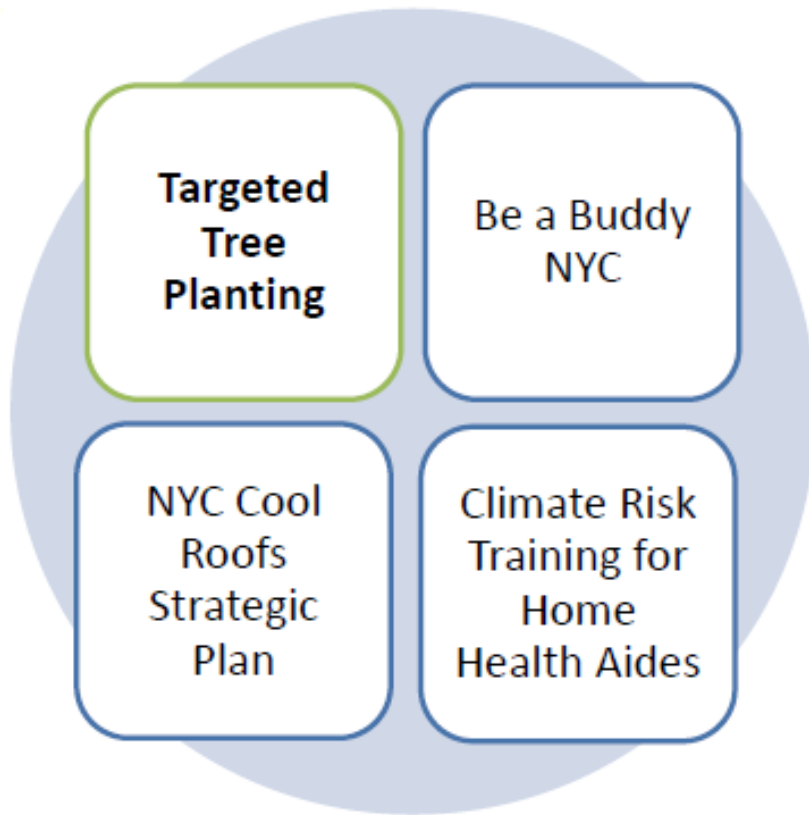 Targeted
Tree
Planting
Be a Buddy
NYC
NYC Cool
Roofs
Strategic
Plan
Climate Risk
Training for
Home
Health Aides